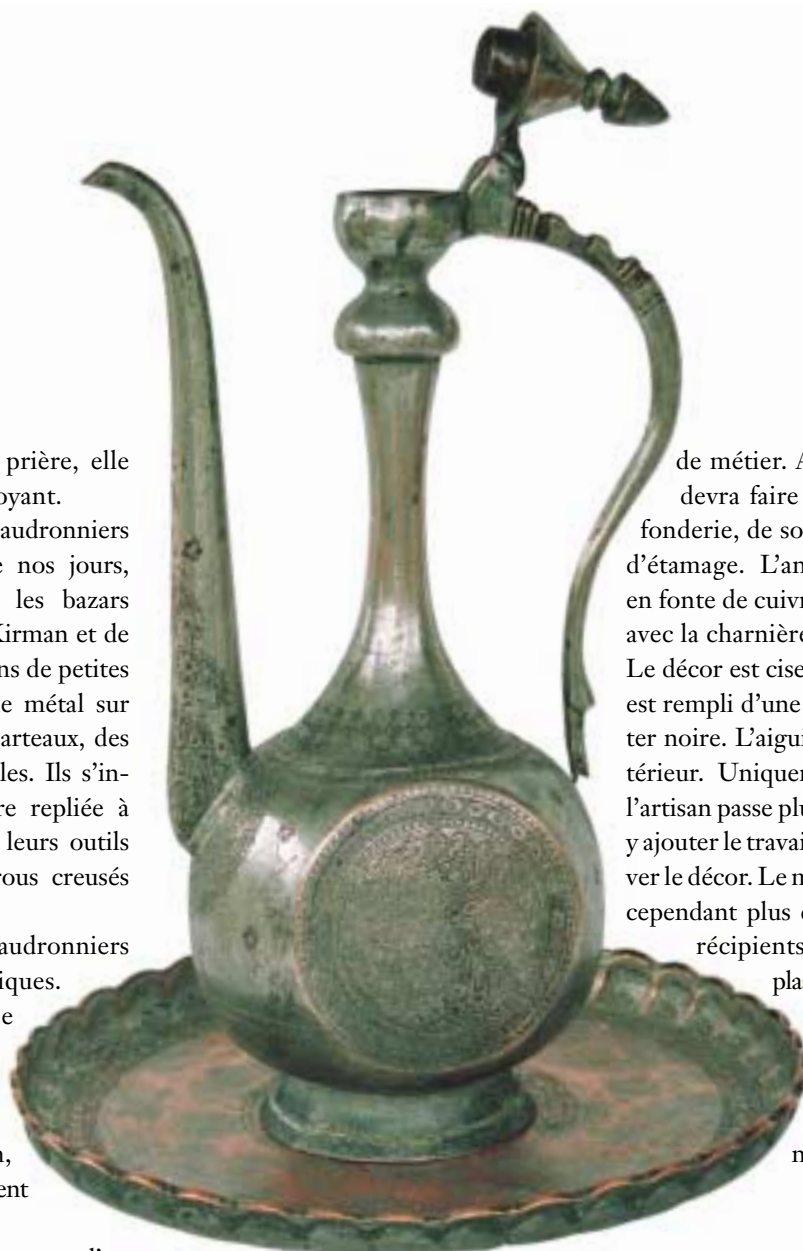 prière, elle
oyant.
audronniers
e nos jours,
les bazars
Kirman et de
ns de petites
e métal sur
arteaux, des
les. Ils s'in-
re repliée à
leurs outils
rous creusés
audronniers
iques.
e
n,
ent
de métier. A
devra faire
fonderie, de so
d'étamage. L'an
en fonte de cuivr
avec la charnière
Le décor est cise
est rempli d'une
ter noire. L'aigui
térieur. Uniquer
l'artisan passe plu
y ajouter le travai
ver le décor. Le n
cependant plus
récipients
plas
n